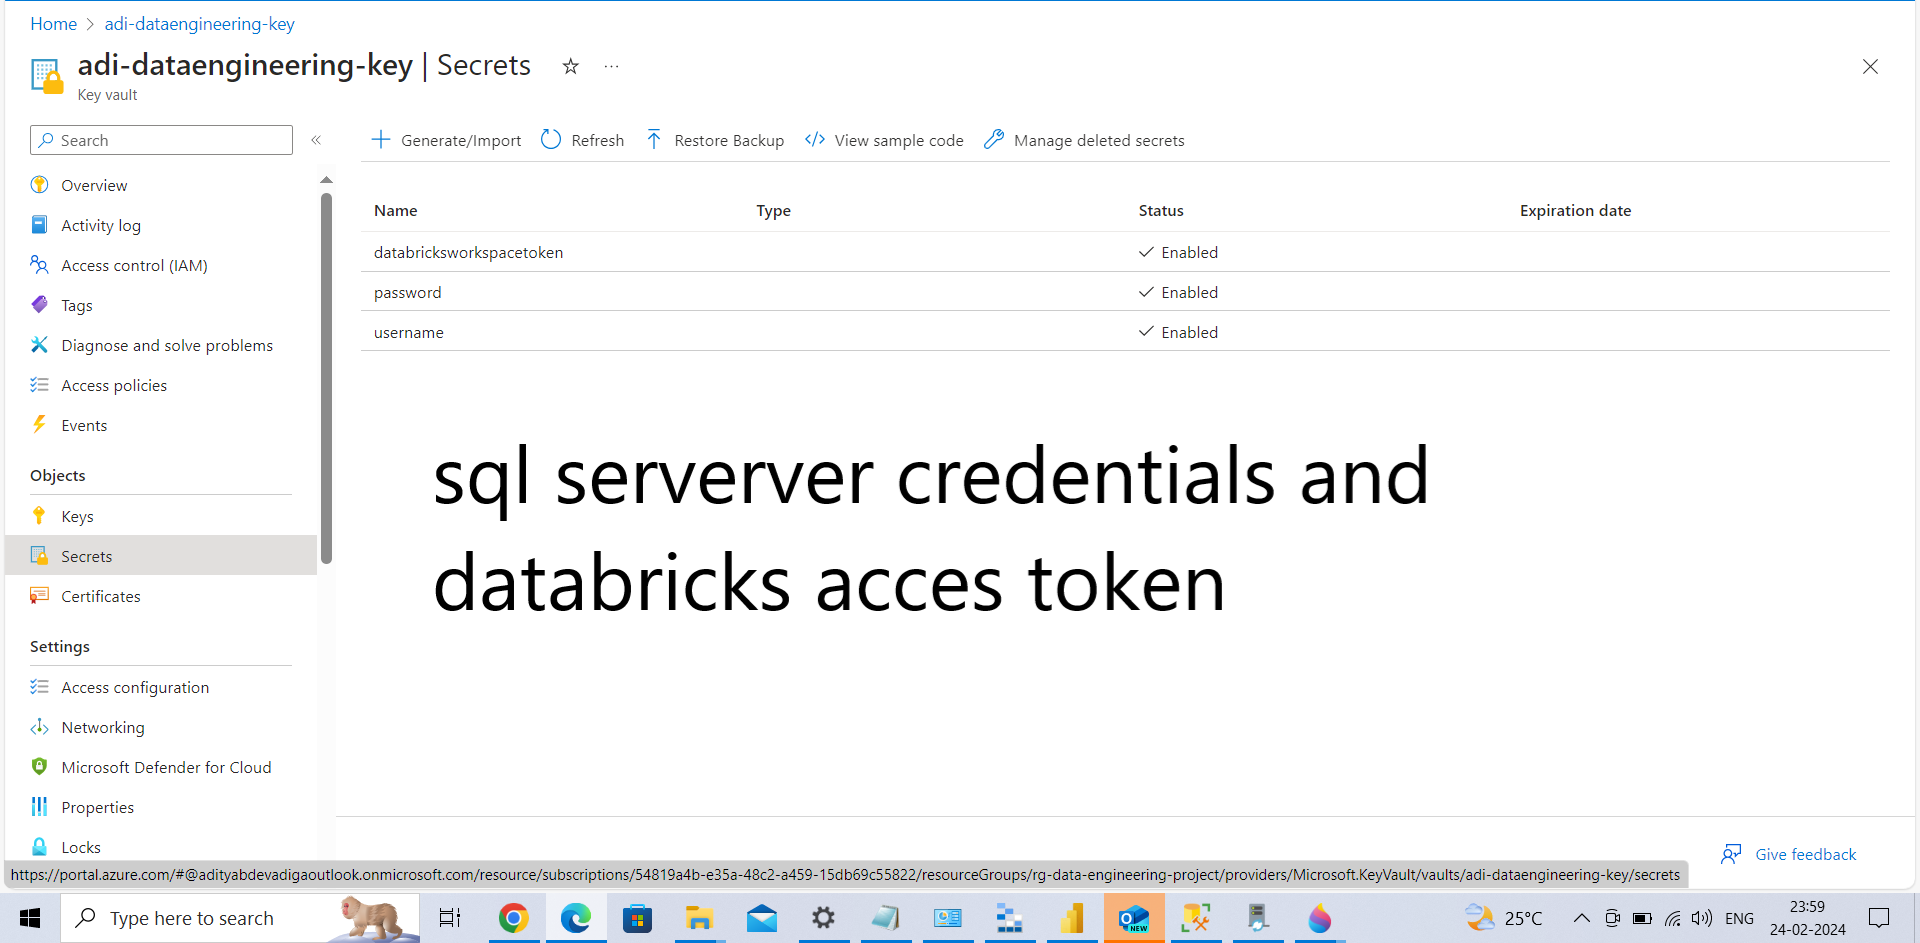 Home > adi-dataengineering-key
adi-dataengineering-key | Secrets
Key vault
Search
Generate/Import Refresh Restore Backup View sample code Manage deleted secrets
Overview
Activity log
Access control (IAM)
Tags
Diagnose and solve problems
Access policies
Events
Objects
Keys
Secrets
Certificates
Settings
Access configuration
Networking
Microsoft Defender for Cloud
Properties
Locks
Name Type Status Expiration date
databricksworkspacetoken Enabled
password Enabled
username Enabled
sql serverver credentials and
databricks acces token
Give feedback
https://portal.azure.com/#@adityabdevadigaoutlook.onmicrosoft.com/resource/subscriptions/54819a4b-e35a-48c2-a459-15db69c55822/resourceGroups/rg-data-engineering-project/providers/Microsoft.KeyVault/vaults/adi-dataengineering-key/secrets
Type here to search
NEW
25°C
ENG
23:59
24-02-2024